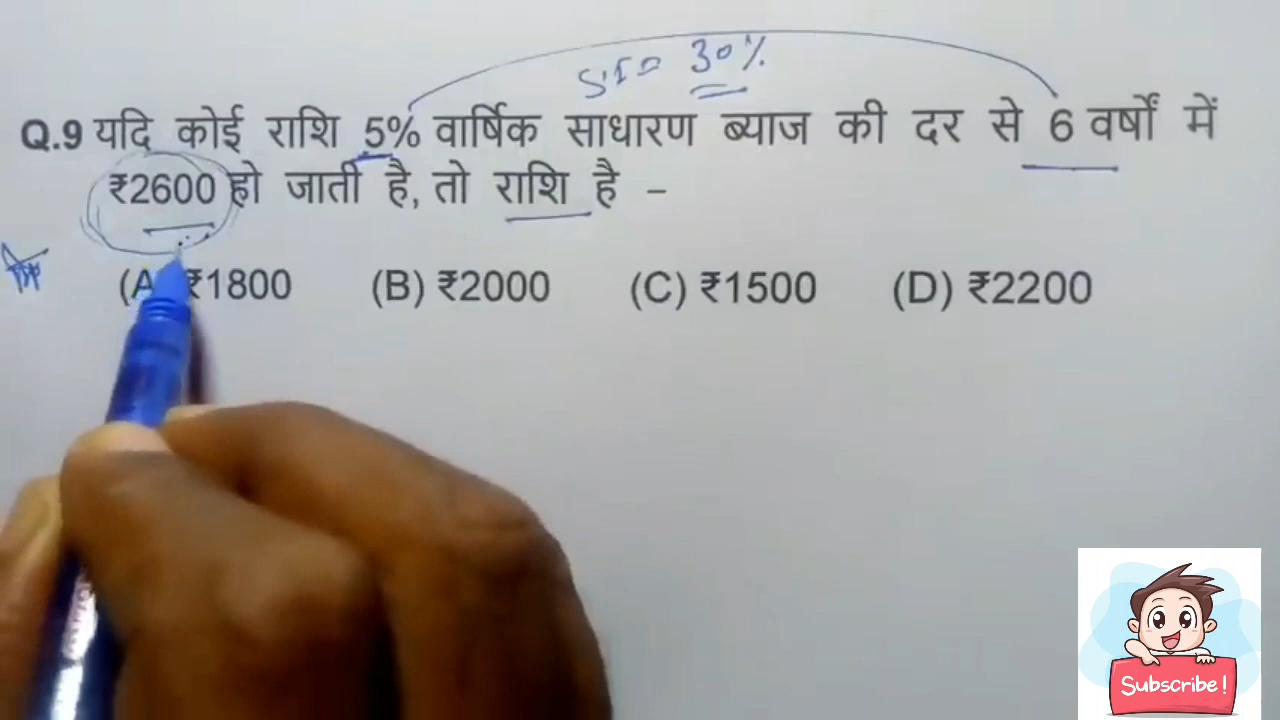 S.I = 30%
Q.9 यदि कोई राशि 5% वार्षिक साधारण ब्याज की दर से 6 वर्षों में
₹2600 हो जाती है, तो राशि है –
(A) ₹1800 (B) ₹2000 (C) ₹1500 (D) ₹2200
Subscribe!